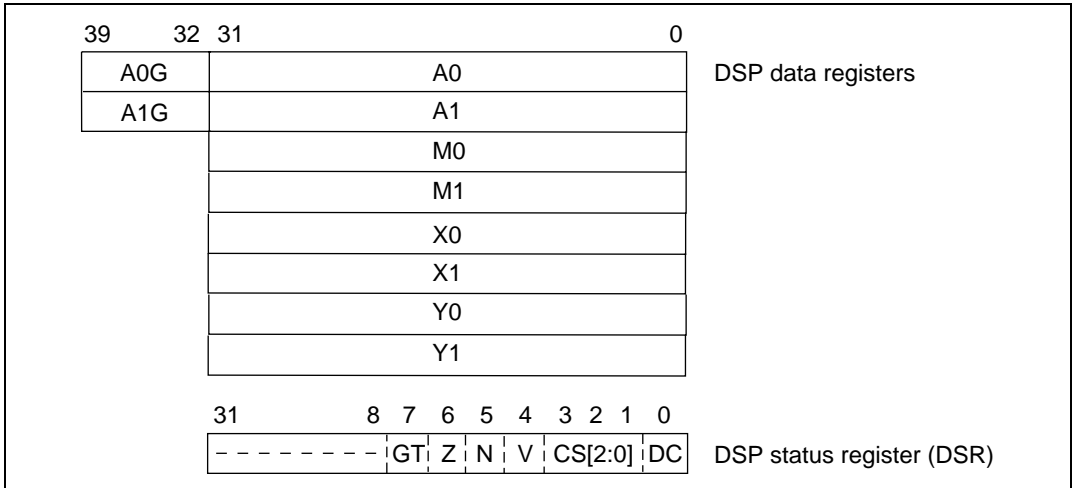 39 32 31 0
A0G A0 DSP data registers
A1G A1
M0
M1
X0
X1
Y0
Y1
31 8 7 6 5 4 3 2 1 0
GT Z N V CS[2:0] DC DSP status register (DSR)